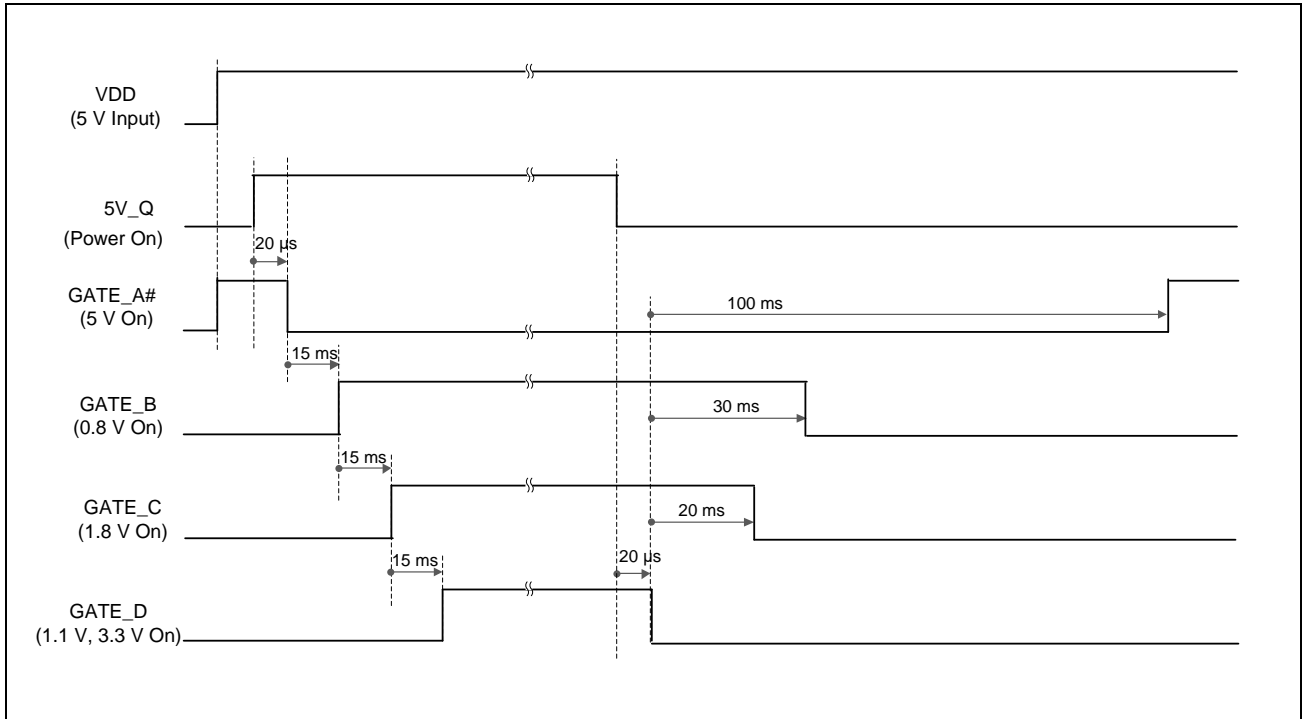 VDD
(5 V Input)
5V_Q
(Power On)
20 µs
GATE_A#
(5 V On)
100 ms
15 ms
GATE_B
(0.8 V On)
30 ms
15 ms
GATE_C
(1.8 V On)
20 ms
15 ms
20 µs
GATE_D
(1.1 V, 3.3 V On)